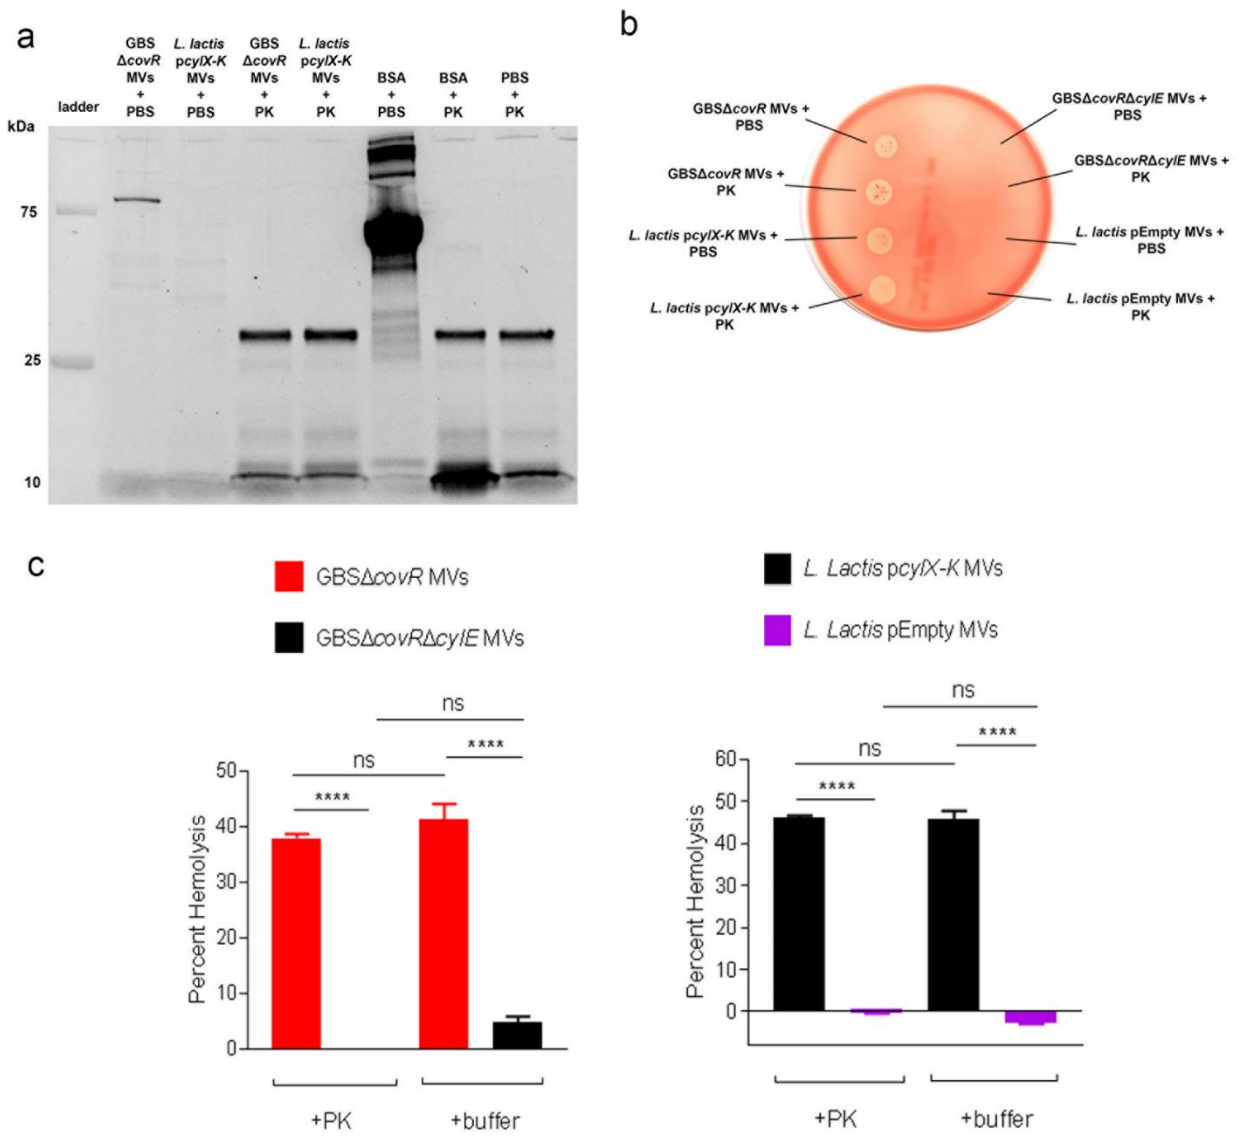 a
GBS
ΔcovR
MVs
+
PBS
L. lactis
pcylX-K
MVs
+
PBS
GBS
ΔcovR
MVs
+
PK
L. lactis
pcylX-K
MVs
+
PK
BSA
+
PBS
BSA
+
PK
PBS
+
PK
ladder
kDa
75
25
10
b
GBSΔcovR MVs +
PBS
GBSΔcovR MVs +
PK
L. lactis pcylX-K MVs +
PBS
L. lactis pcylX-K MVs +
PK
GBSΔcovRΔcylE MVs +
PBS
GBSΔcovRΔcylE MVs +
PK
L. lactis pEmpty MVs +
PBS
L. lactis pEmpty MVs +
PK
c
GBSΔcovR MVs
GBSΔcovRΔcylE MVs
ns
ns
****
****
Percent Hemolysis
50
40
30
20
10
0
+PK
+buffer
L. Lactis pcylX-K MVs
L. Lactis pEmpty MVs
ns
ns
****
****
Percent Hemolysis
60
50
40
30
20
10
0
+PK
+buffer